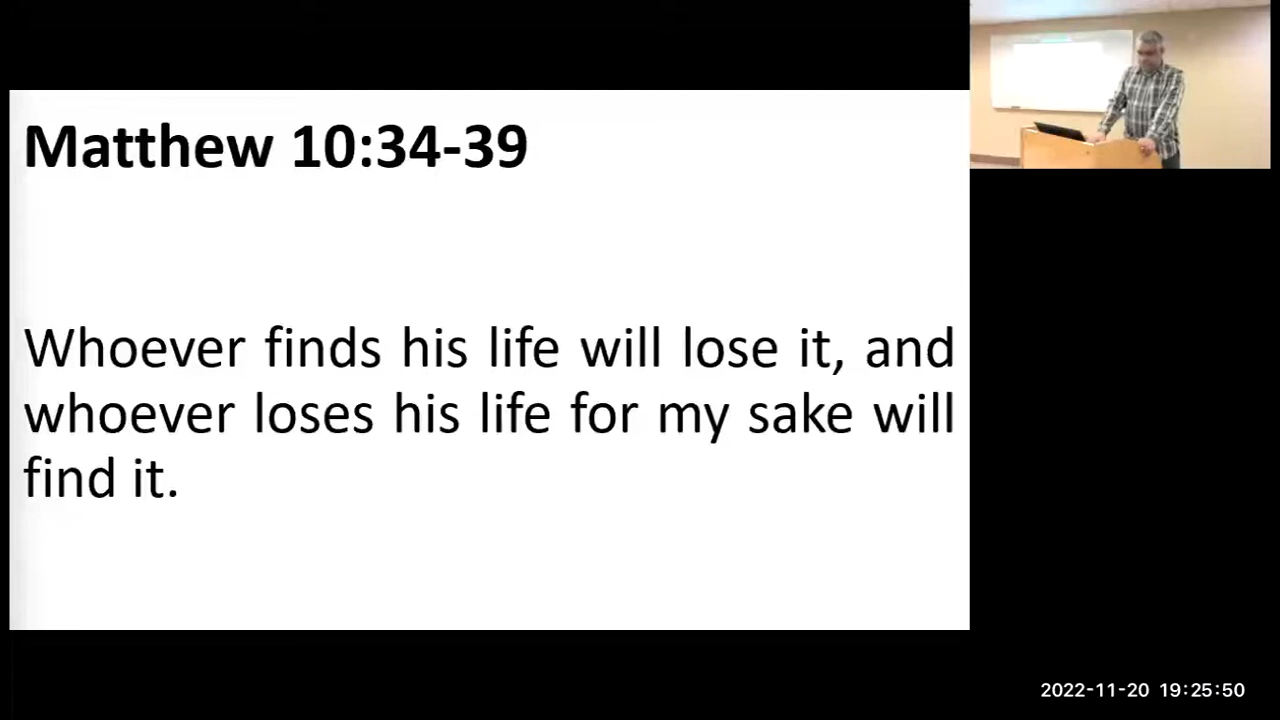 Matthew 10:34-39
Whoever finds his life will lose it, and
whoever loses his life for my sake will
find it.
2022-11-20 19:25:50